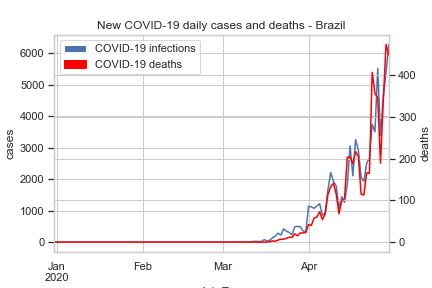 New COVID-19 daily cases and deaths - Brazil
COVID-19 infections
COVID-19 deaths
6000
5000
4000
3000
2000
1000
0
cases
400
300
200
100
0
deaths
Jan
2020
Feb
Mar
Apr